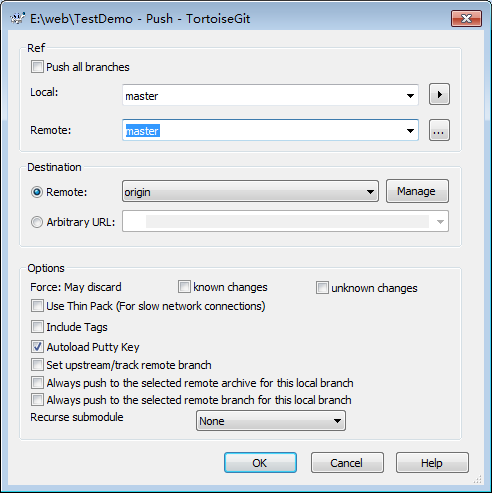 E:\web\TestDemo - Push - TortoiseGit
Ref
Push all branches
Local:
master
Remote:
master
...
Destination
Remote:
origin
Manage
Arbitrary URL:
Options
Force: May discard
known changes
unknown changes
Use Thin Pack (For slow network connections)
Include Tags
Autoload Putty Key
Set upstream/track remote branch
Always push to the selected remote archive for this local branch
Always push to the selected remote branch for this local branch
Recurse submodule
None
OK
Cancel
Help